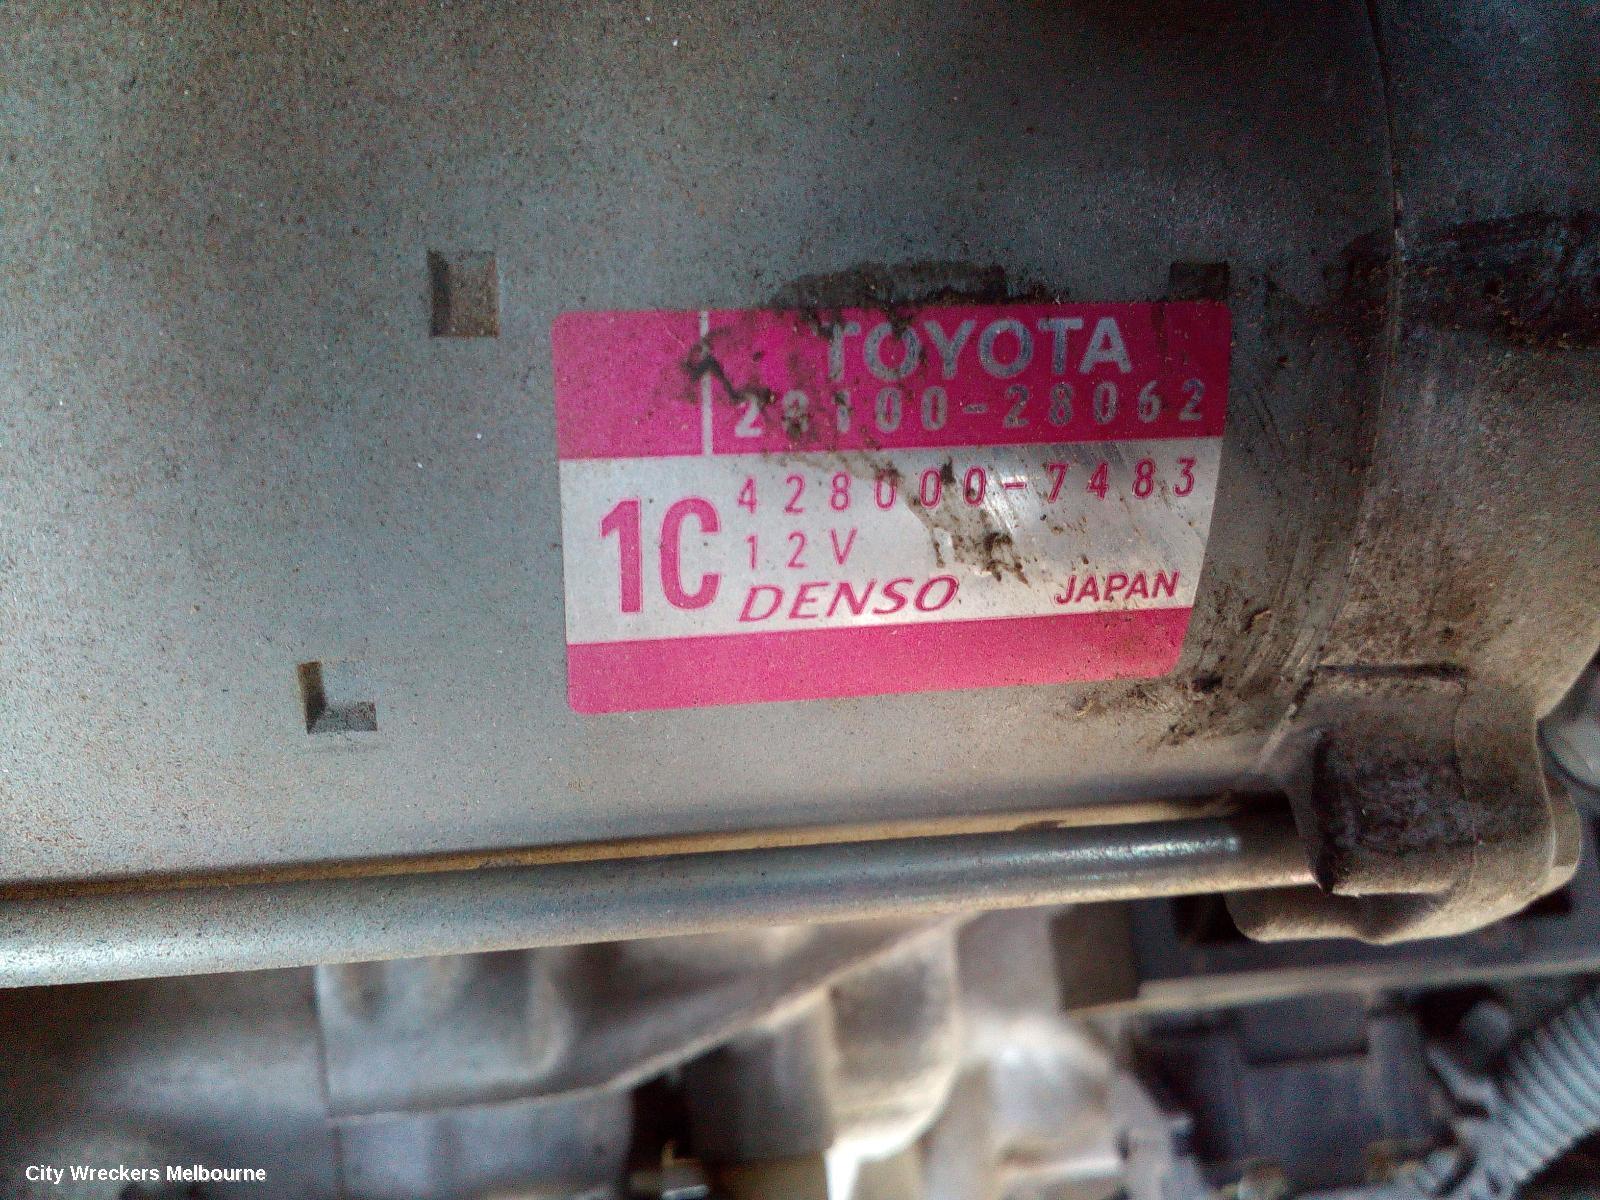 TOYOTA
28100-28062
428000-7483
1C
12V
DENSO JAPAN
City Wreckers Melbourne